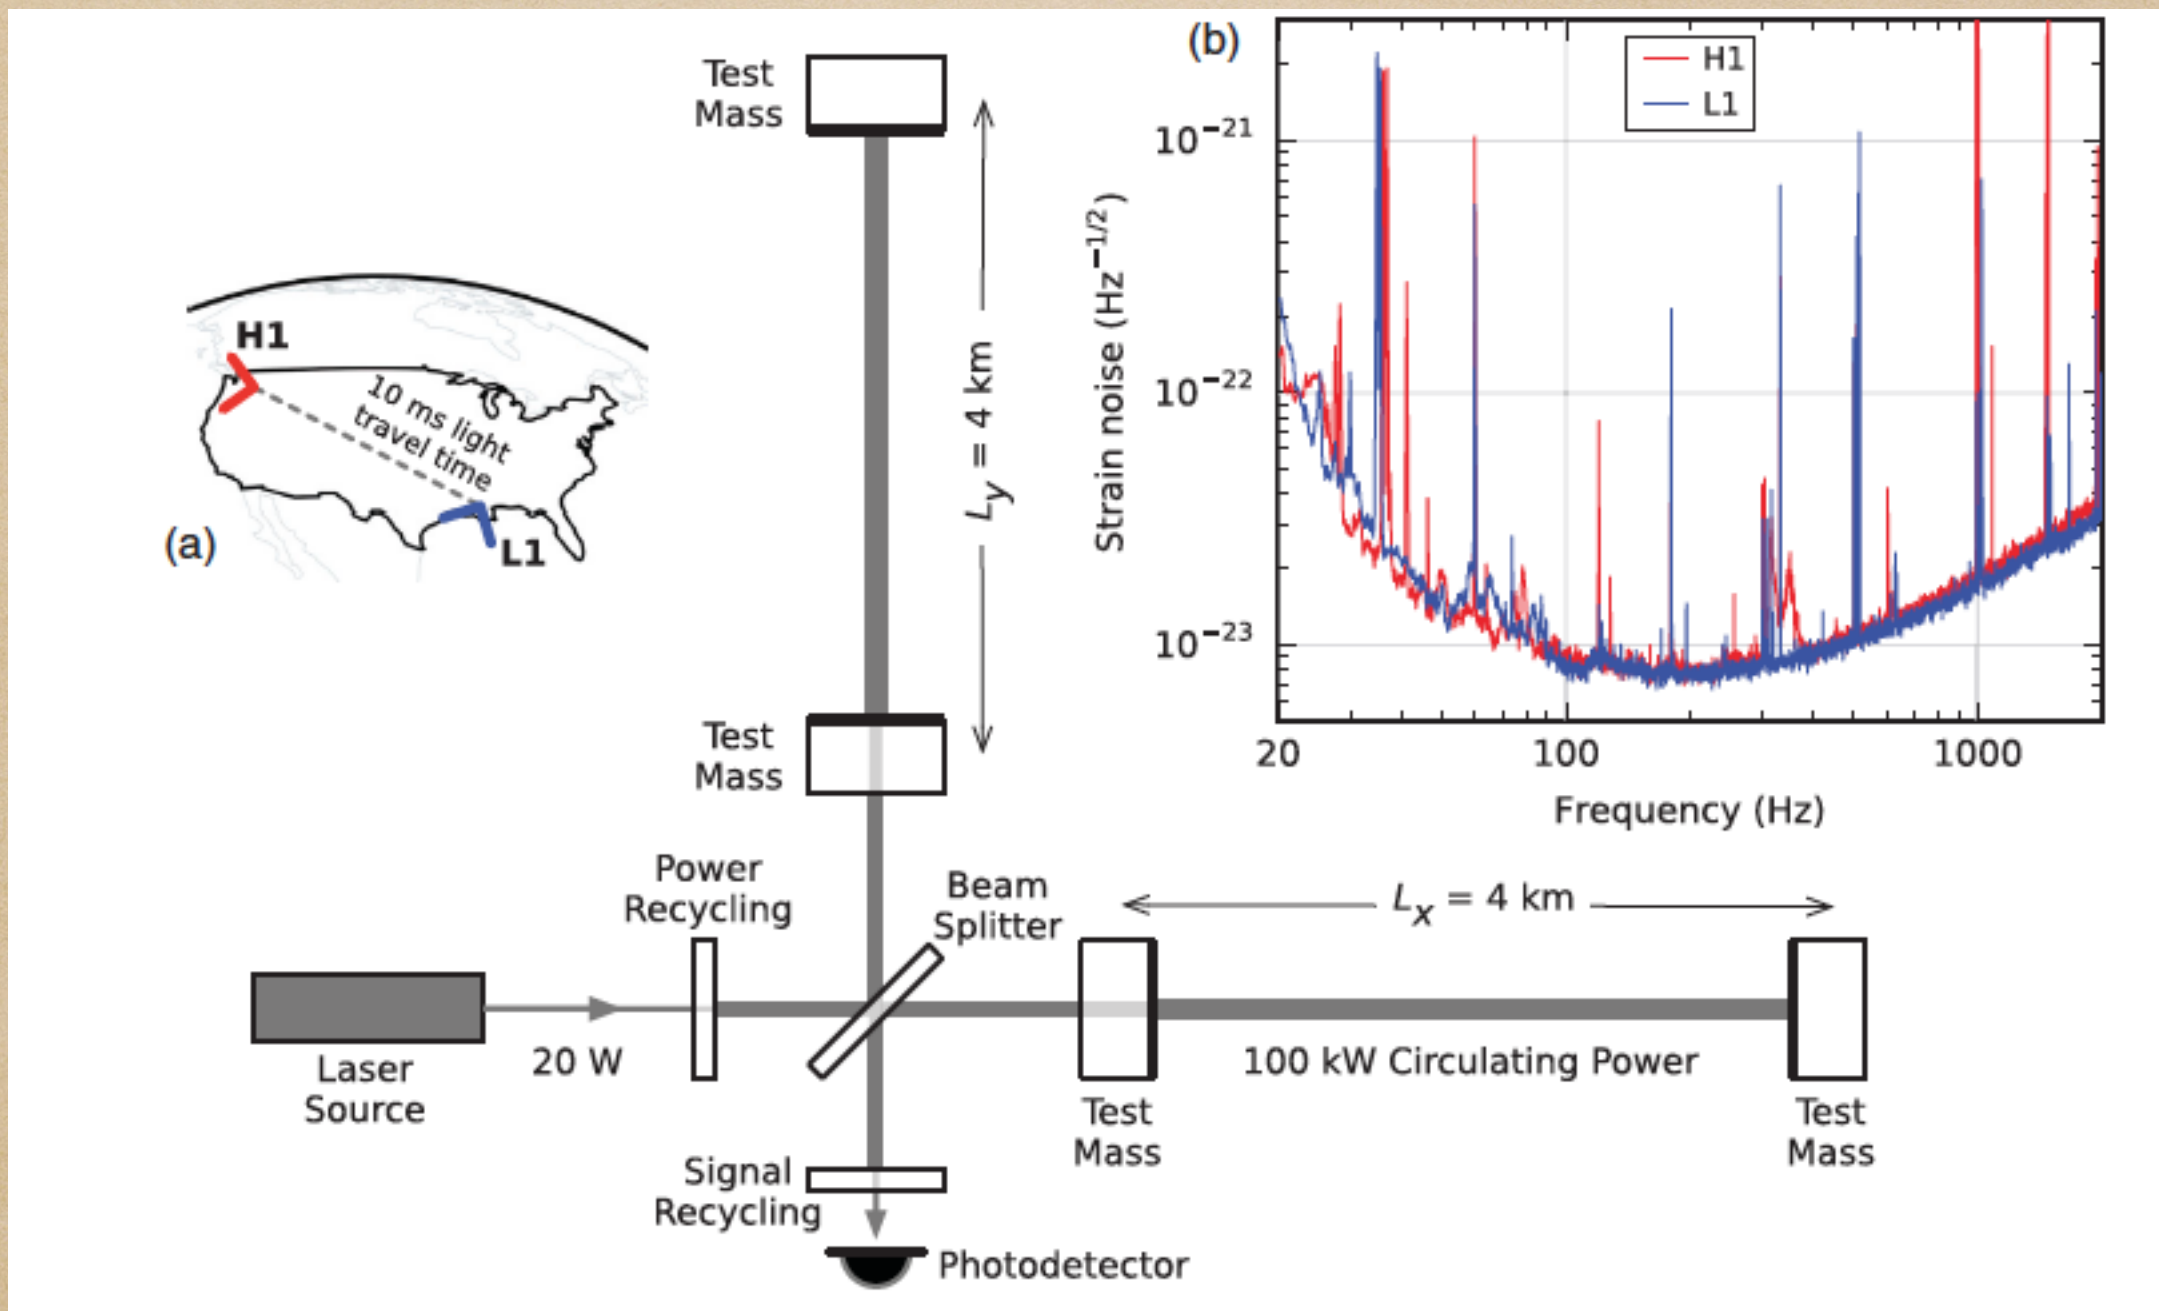 Test
Mass
L_y = 4 km
Test
Mass
Power
Recycling
Beam
Splitter
L_x = 4 km
Laser
Source
20 W
100 kW Circulating Power
Test
Mass
Test
Mass
Signal
Recycling
Photodetector
(a)
H1
10 ms light
travel time
L1
(b)
H1
L1
Strain noise (Hz^−1/2)
10^−21
10^−22
10^−23
20
100
1000
Frequency (Hz)